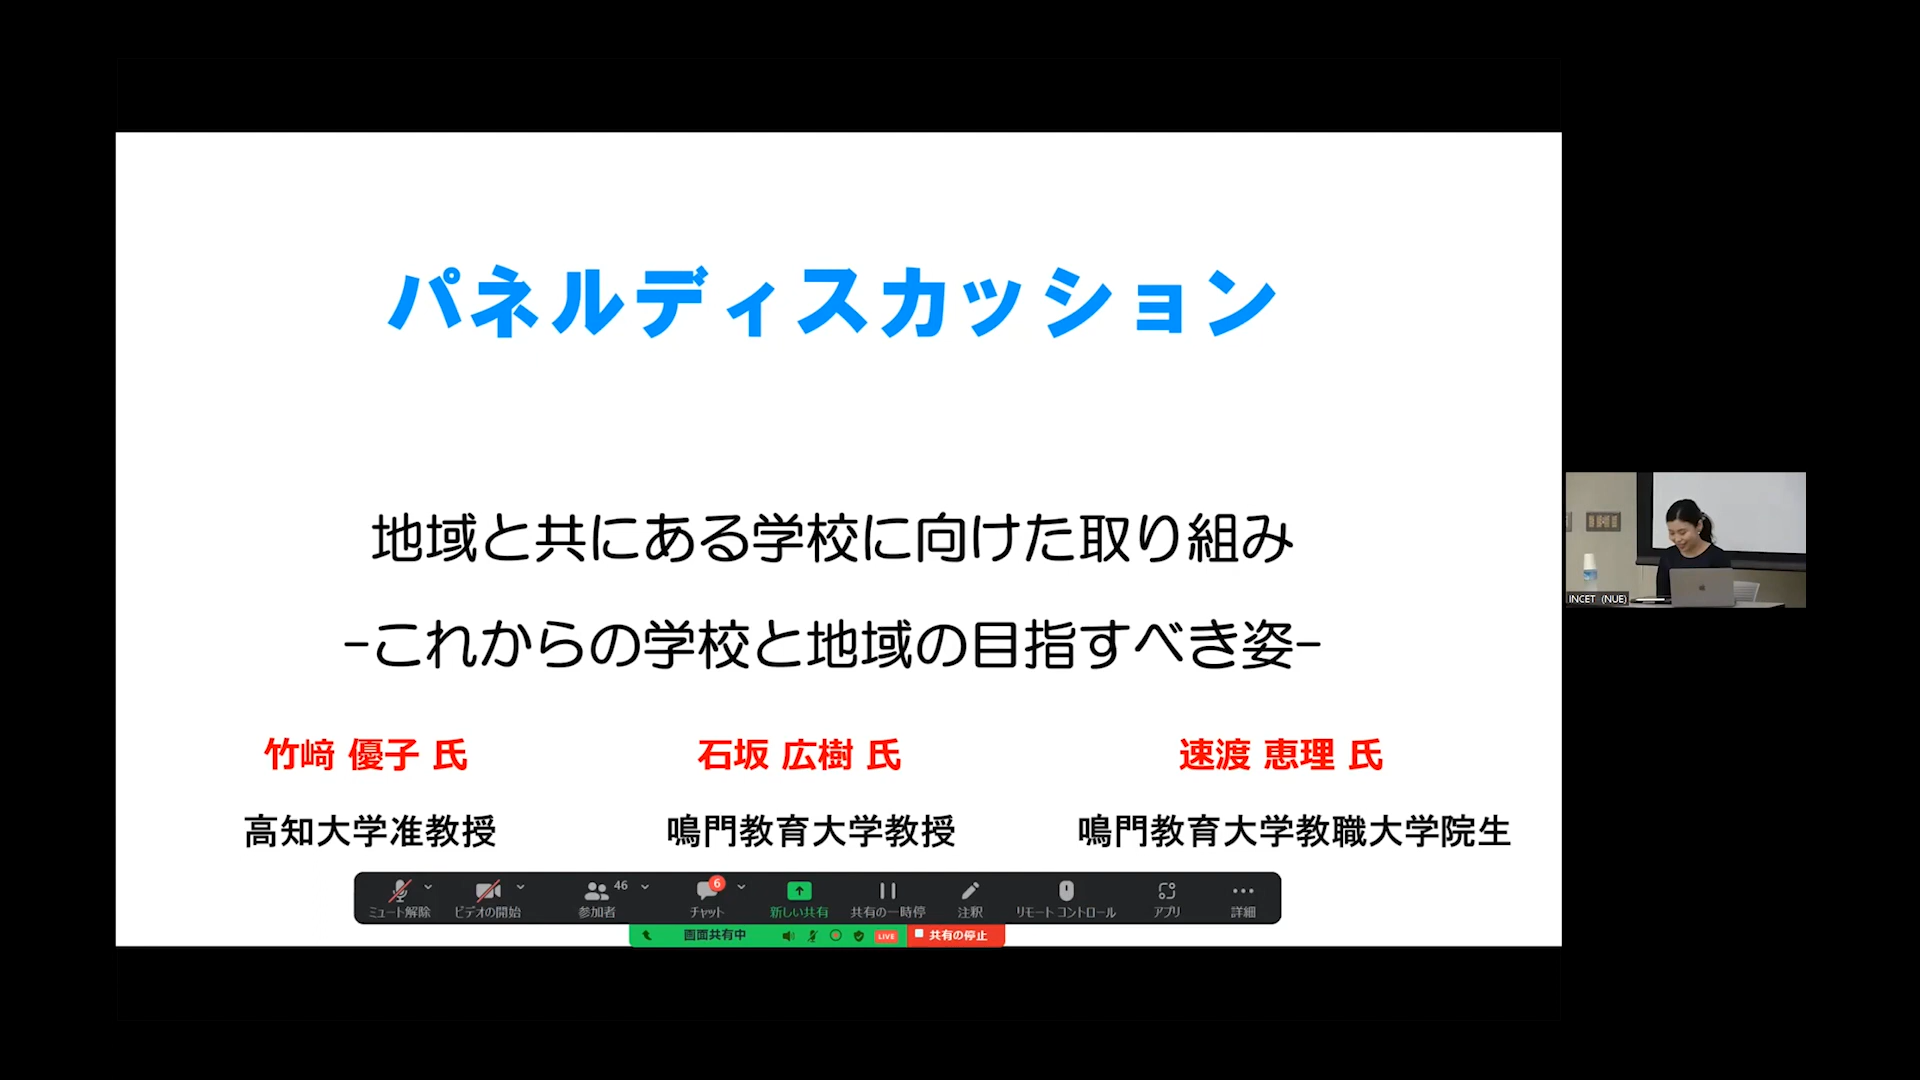 パネルディスカッション
地域と共にある学校に向けた取り組み
-これからの学校と地域の目指すべき姿-
竹﨑 優子 氏
石坂 広樹 氏
速渡 恵理 氏
高知大学准教授
鳴門教育大学教授
鳴門教育大学教職大学院生
INCET (NUE)
46
6
ミュート解除
ビデオの開始
参加者
チャット
新しい共有
共有の一時停
注釈
リモート コントロール
アプリ
詳細
画面共有中
LIVE
共有の停止